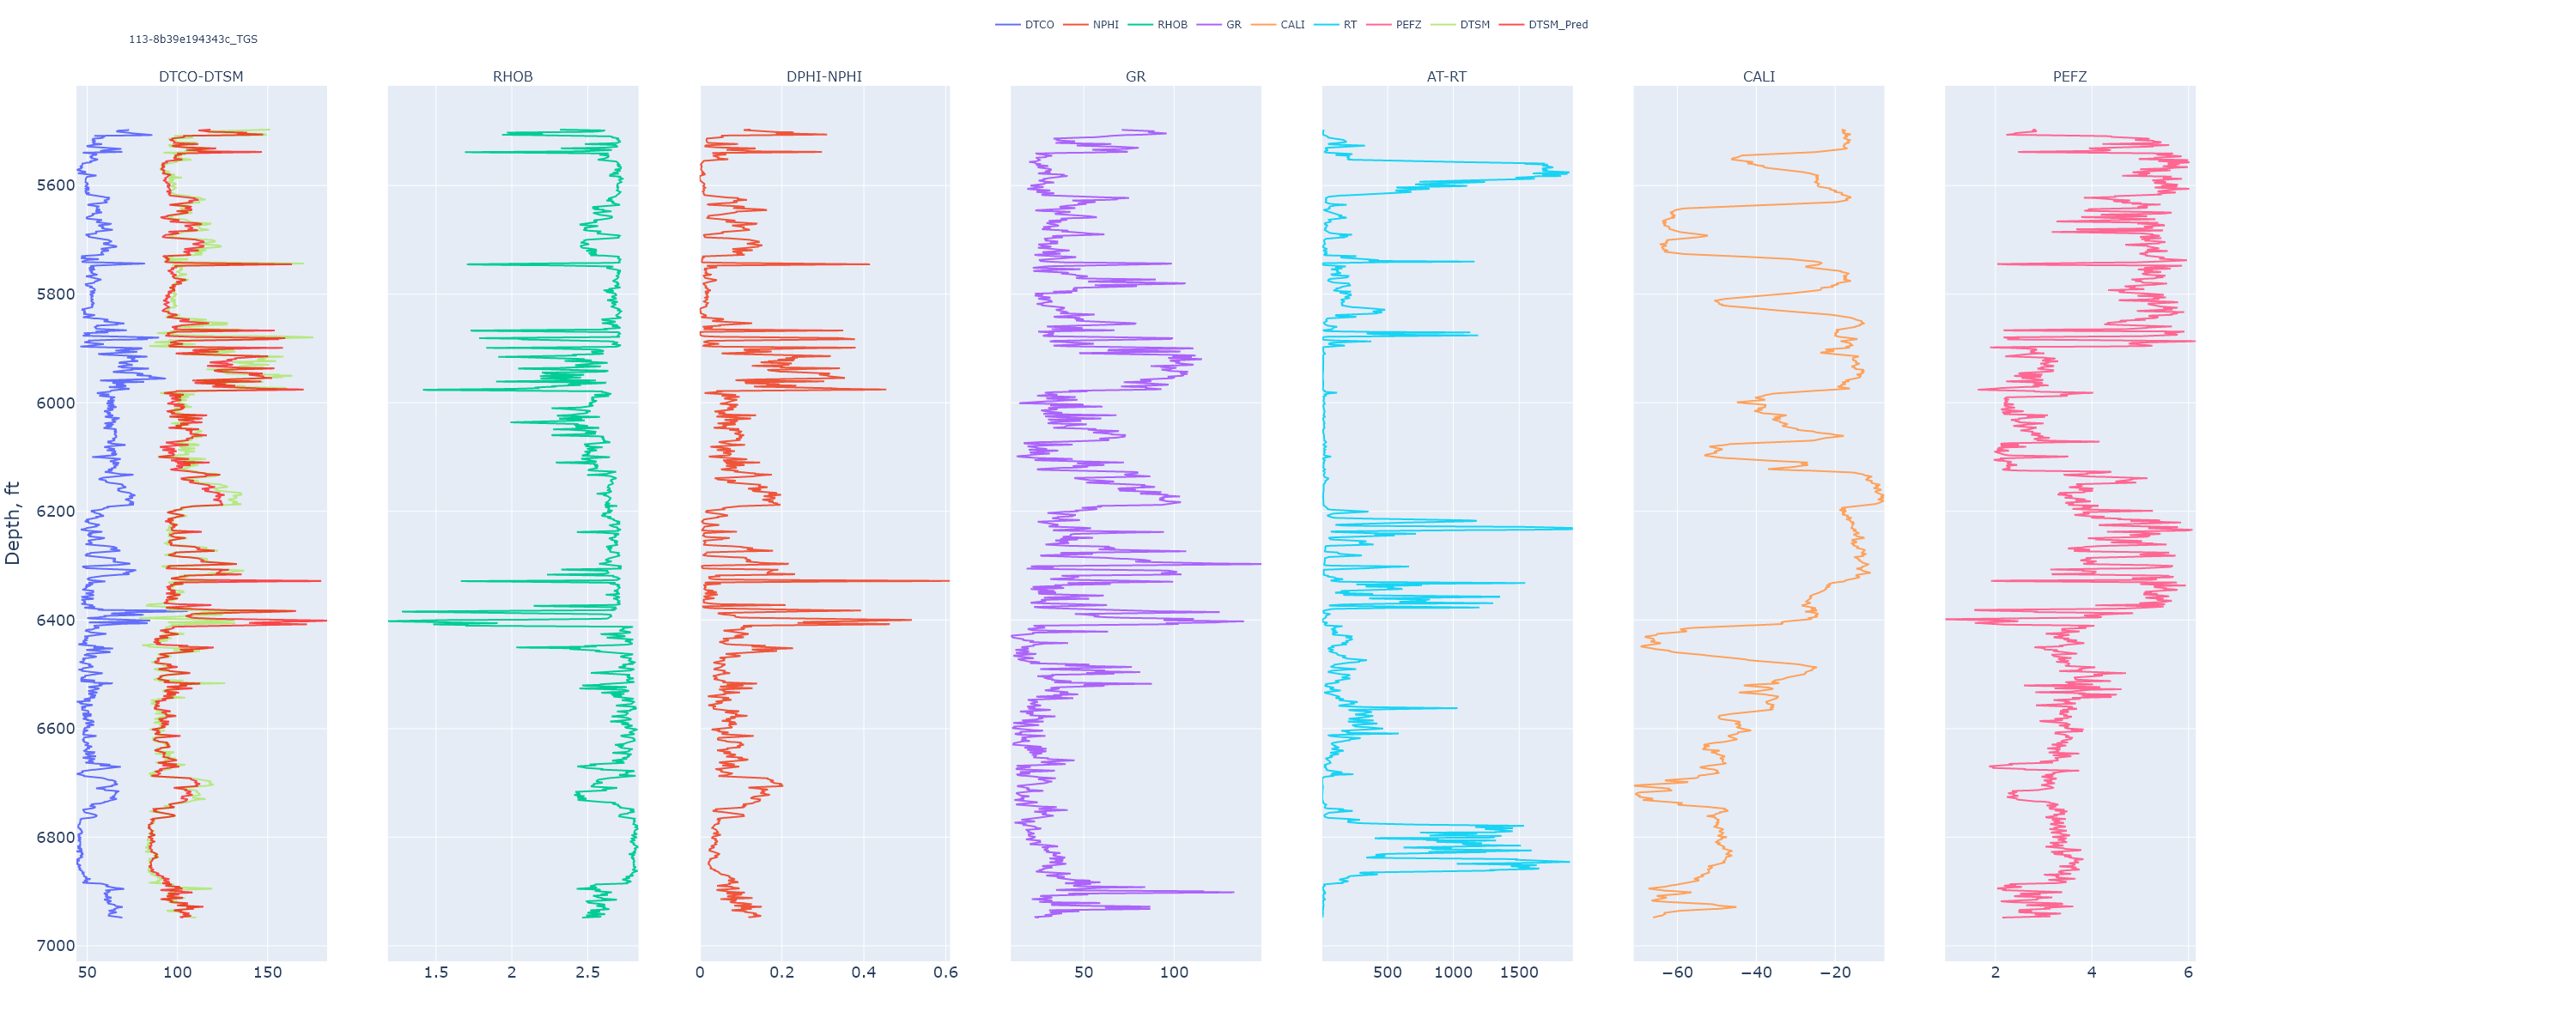 DTCO NPHI RHOB GR CALI RT PEFZ DTSM DTSM_Pred
113-8b39e194343c_TGS
DTCO-DTSM RHOB DPHI-NPHI GR AT-RT CALI PEFZ
Depth, ft
5600
5800
6000
6200
6400
6600
6800
7000
50 100 150 1.5 2 2.5 0 0.2 0.4 0.6 50 100 500 1000 1500 −60 −40 −20 2 4 6